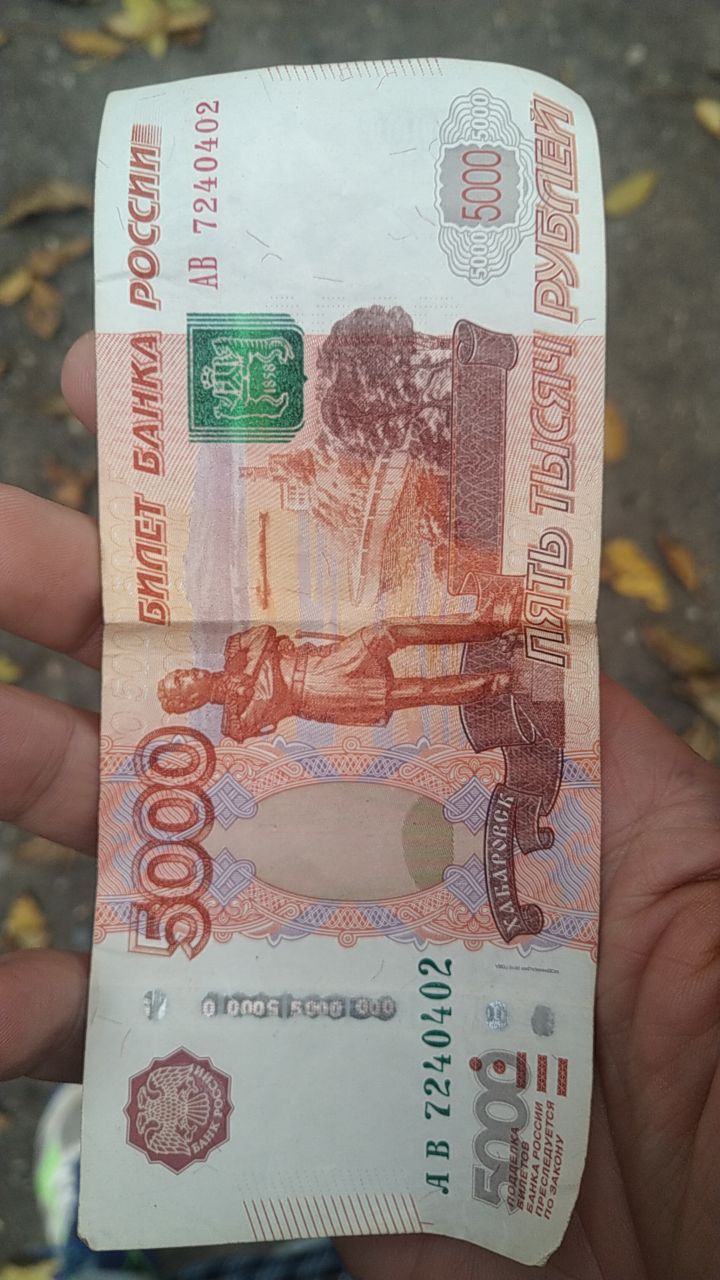 5000
БИЛЕТ БАНКА РОССИИ
БАНК РОССИИ
АВ 7240402
1858
АВ 7240402
5000
5000 5000 5000
ПОДДЕЛКА
БИЛЕТОВ
БАНКА РОССИИ
ПРЕСЛЕДУЕТСЯ
ПО ЗАКОНУ
ХАБАРОВСК
ПЯТЬ ТЫСЯЧ РУБЛЕЙ